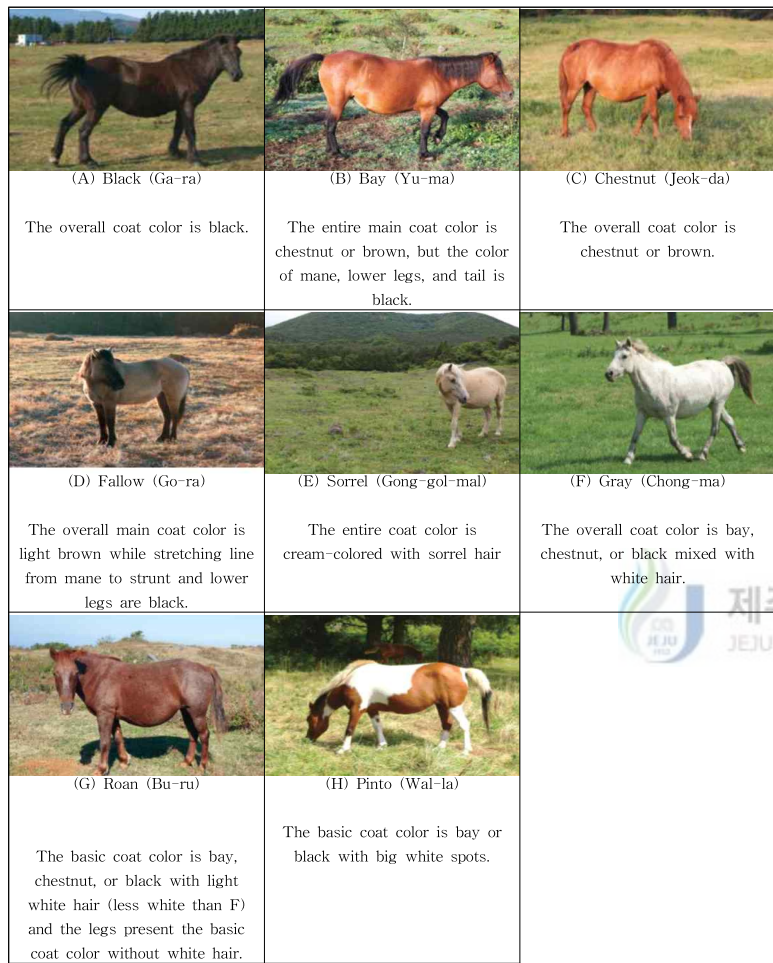 (A) Black (Ga-ra)
The overall coat color is black.
(B) Bay (Yu-ma)
The entire main coat color is
chestnut or brown, but the color
of mane, lower legs, and tail is
black.
(C) Chestnut (Jeok-da)
The overall coat color is
chestnut or brown.
(D) Fallow (Go-ra)
The overall main coat color is
light brown while stretching line
from mane to strunt and lower
legs are black.
(E) Sorrel (Gong-gol-mal)
The entire coat color is
cream-colored with sorrel hair
(F) Gray (Chong-ma)
The overall coat color is bay,
chestnut, or black mixed with
white hair.
제주
JEJU
JEJU
1952
(G) Roan (Bu-ru)
The basic coat color is bay,
chestnut, or black with light
white hair (less white than F)
and the legs present the basic
coat color without white hair.
(H) Pinto (Wal-la)
The basic coat color is bay or
black with big white spots.